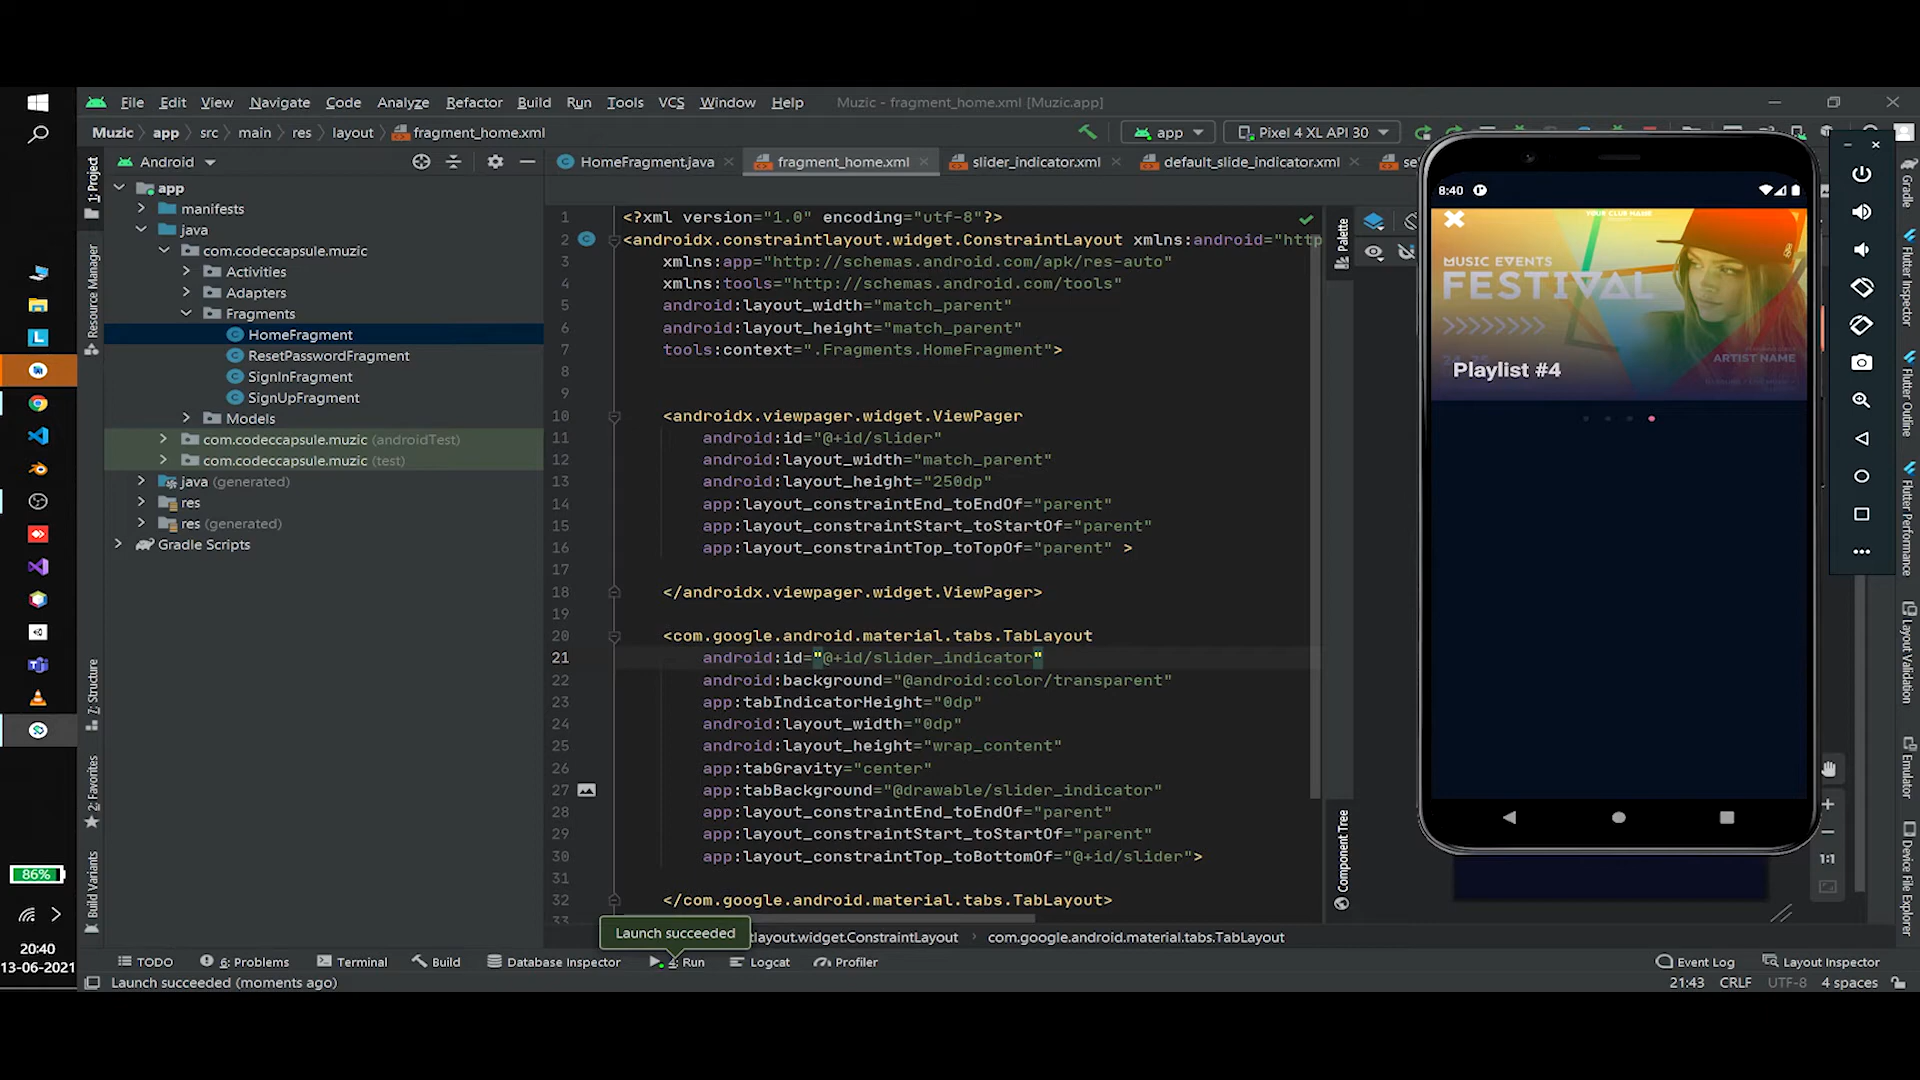 File Edit View Navigate Code Analyze Refactor Build Run Tools VCS Window Help Muzic - fragment_home.xml [Muzic.app]
Muzic app src main res layout fragment_home.xml app Pixel 4 XL API 30
1: Project
Resource Manager
7: Structure
2: Favorites
Build Variants
Android
app
manifests
java
com.codeccapsule.muzic
Activities
Adapters
Fragments
HomeFragment
ResetPasswordFragment
SignInFragment
SignUpFragment
Models
com.codeccapsule.muzic (androidTest)
com.codeccapsule.muzic (test)
java (generated)
res
res (generated)
Gradle Scripts
HomeFragment.java fragment_home.xml slider_indicator.xml default_slide_indicator.xml se
1 <?xml version="1.0" encoding="utf-8"?>
2 <androidx.constraintlayout.widget.ConstraintLayout xmlns:android="http
3 xmlns:app="http://schemas.android.com/apk/res-auto"
4 xmlns:tools="http://schemas.android.com/tools"
5 android:layout_width="match_parent"
6 android:layout_height="match_parent"
7 tools:context=".Fragments.HomeFragment">
8
9
10 <androidx.viewpager.widget.ViewPager
11 android:id="@+id/slider"
12 android:layout_width="match_parent"
13 android:layout_height="250dp"
14 app:layout_constraintEnd_toEndOf="parent"
15 app:layout_constraintStart_toStartOf="parent"
16 app:layout_constraintTop_toTopOf="parent" >
17
18 </androidx.viewpager.widget.ViewPager>
19
20 <com.google.android.material.tabs.TabLayout
21 android:id="@+id/slider_indicator"
22 android:background="@android:color/transparent"
23 app:tabIndicatorHeight="0dp"
24 android:layout_width="0dp"
25 android:layout_height="wrap_content"
26 app:tabGravity="center"
27 app:tabBackground="@drawable/slider_indicator"
28 app:layout_constraintEnd_toEndOf="parent"
29 app:layout_constraintStart_toStartOf="parent"
30 app:layout_constraintTop_toBottomOf="@+id/slider">
31
32 </com.google.android.material.tabs.TabLayout>
33
Palette
Component Tree
8:40
YOUR CLUB NAME
MUSIC EVENTS
FESTIVAL
ARTIST NAME
Playlist #4
1:1
Gradle
Flutter Inspector
Flutter Outline
Flutter Performance
Layout Validation
Emulator
Device File Explorer
Launch succeeded
layout.widget.ConstraintLayout com.google.android.material.tabs.TabLayout
TODO 6: Problems Terminal Build Database Inspector 4: Run Logcat Profiler Event Log Layout Inspector
Launch succeeded (moments ago) 21:43 CRLF UTF-8 4 spaces
86%
20:40
13-06-2021